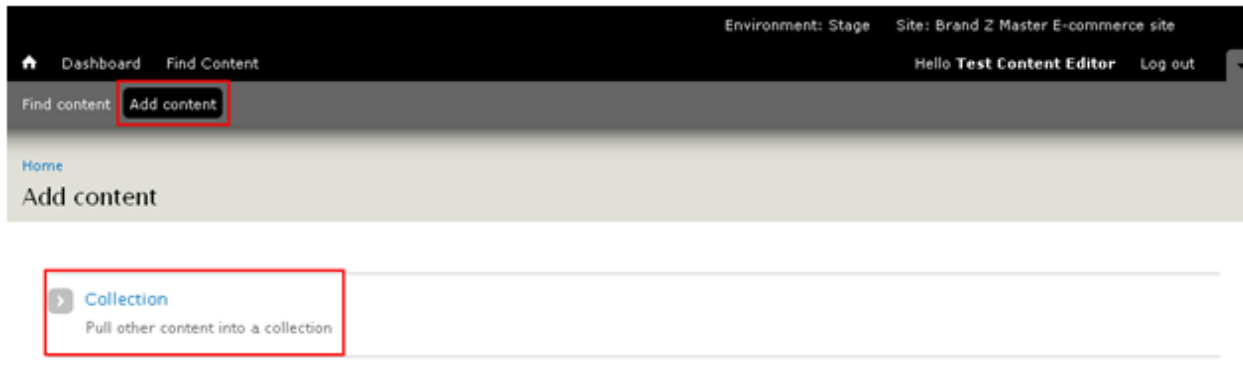 Environment: Stage Site: Brand Z Master E-commerce site
Dashboard Find Content Hello Test Content Editor Log out
Find content Add content
Home
Add content
Collection
Pull other content into a collection